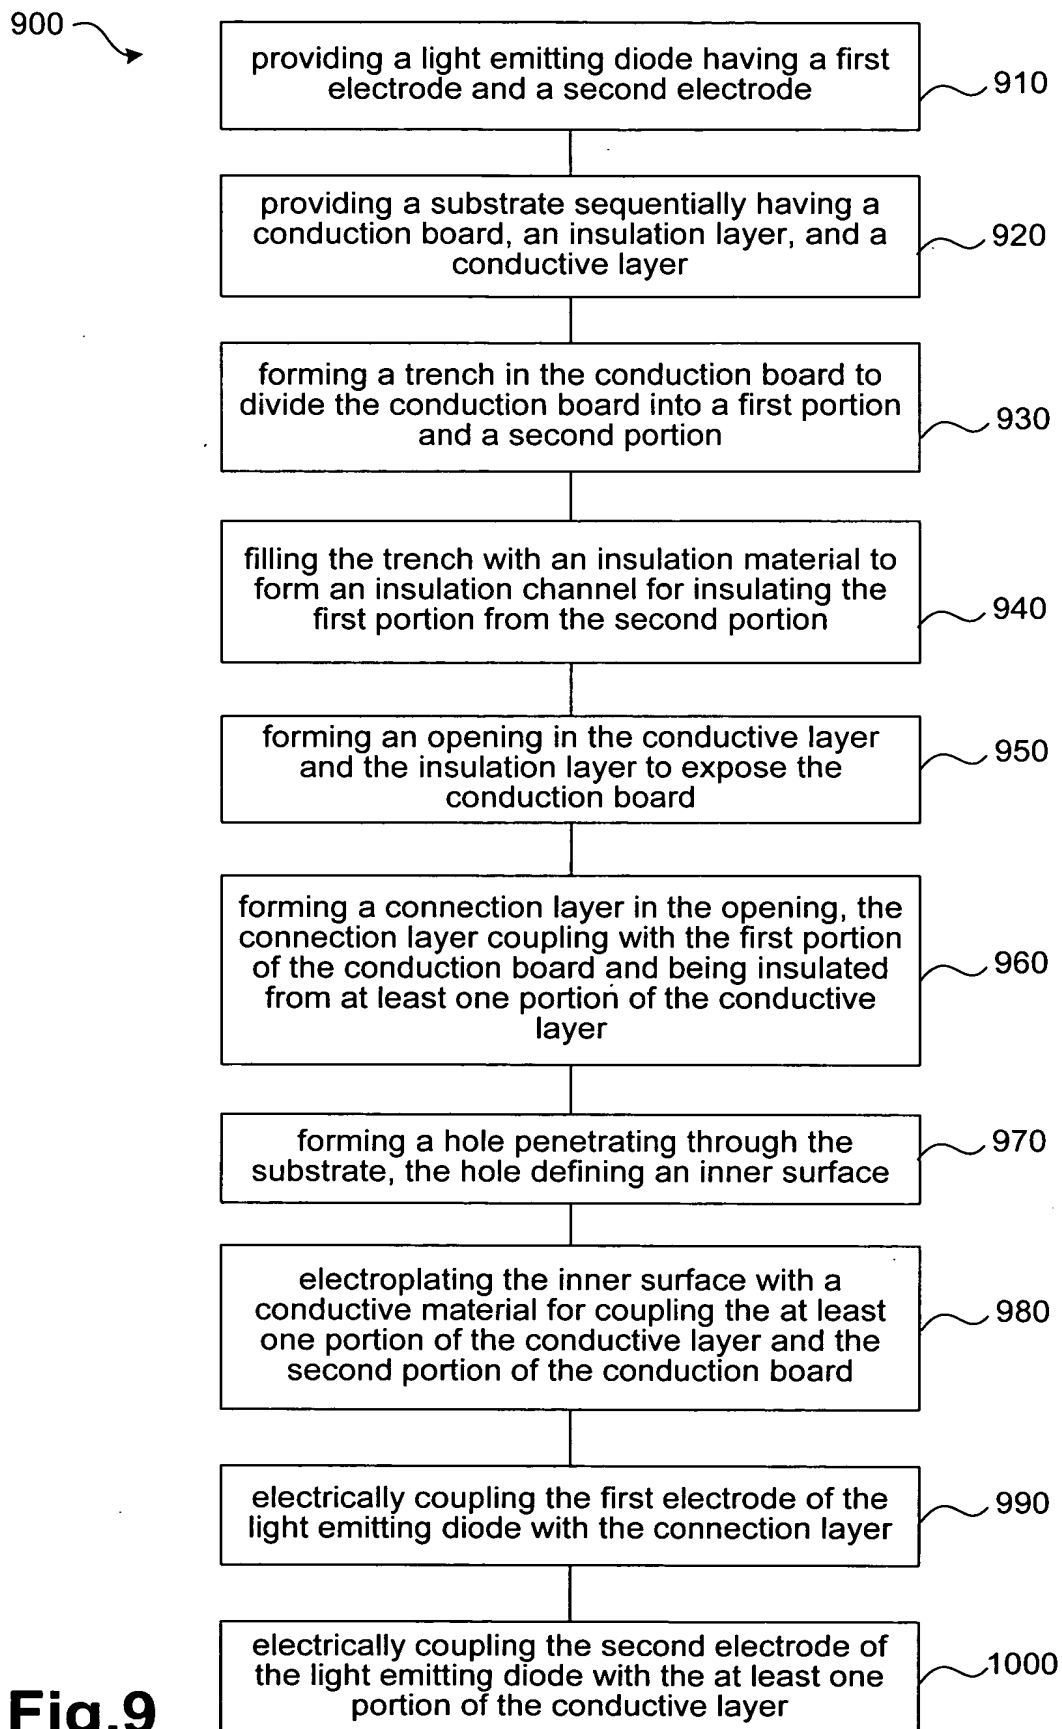 900
providing a light emitting diode having a first
electrode and a second electrode
910
providing a substrate sequentially having a
conduction board, an insulation layer, and a
conductive layer
920
forming a trench in the conduction board to
divide the conduction board into a first portion
and a second portion
930
filling the trench with an insulation material to
form an insulation channel for insulating the
first portion from the second portion
940
forming an opening in the conductive layer
and the insulation layer to expose the
conduction board
950
forming a connection layer in the opening, the
connection layer coupling with the first portion
of the conduction board and being insulated
from at least one portion of the conductive
layer
960
forming a hole penetrating through the
substrate, the hole defining an inner surface
970
electroplating the inner surface with a
conductive material for coupling the at least
one portion of the conductive layer and the
second portion of the conduction board
980
electrically coupling the first electrode of the
light emitting diode with the connection layer
990
electrically coupling the second electrode of
the light emitting diode with the at least one
portion of the conductive layer
1000
Fig.9